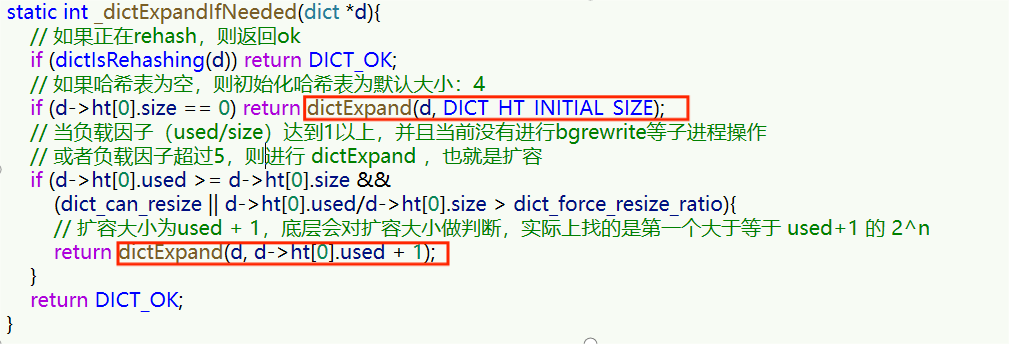 static int _dictExpandIfNeeded(dict *d){
// 如果正在rehash，则返回ok
if (dictIsRehashing(d)) return DICT_OK;
// 如果哈希表为空，则初始化哈希表为默认大小：4
if (d->ht[0].size == 0) return dictExpand(d, DICT_HT_INITIAL_SIZE);
// 当负载因子（used/size）达到1以上，并且当前没有进行bgrewrite等子进程操作
// 或者负载因子超过5，则进行 dictExpand ，也就是扩容
if (d->ht[0].used >= d->ht[0].size &&
(dict_can_resize || d->ht[0].used/d->ht[0].size > dict_force_resize_ratio){
// 扩容大小为used + 1，底层会对扩容大小做判断，实际上找的是第一个大于等于 used+1 的 2^n
return dictExpand(d, d->ht[0].used + 1);
}
return DICT_OK;
}